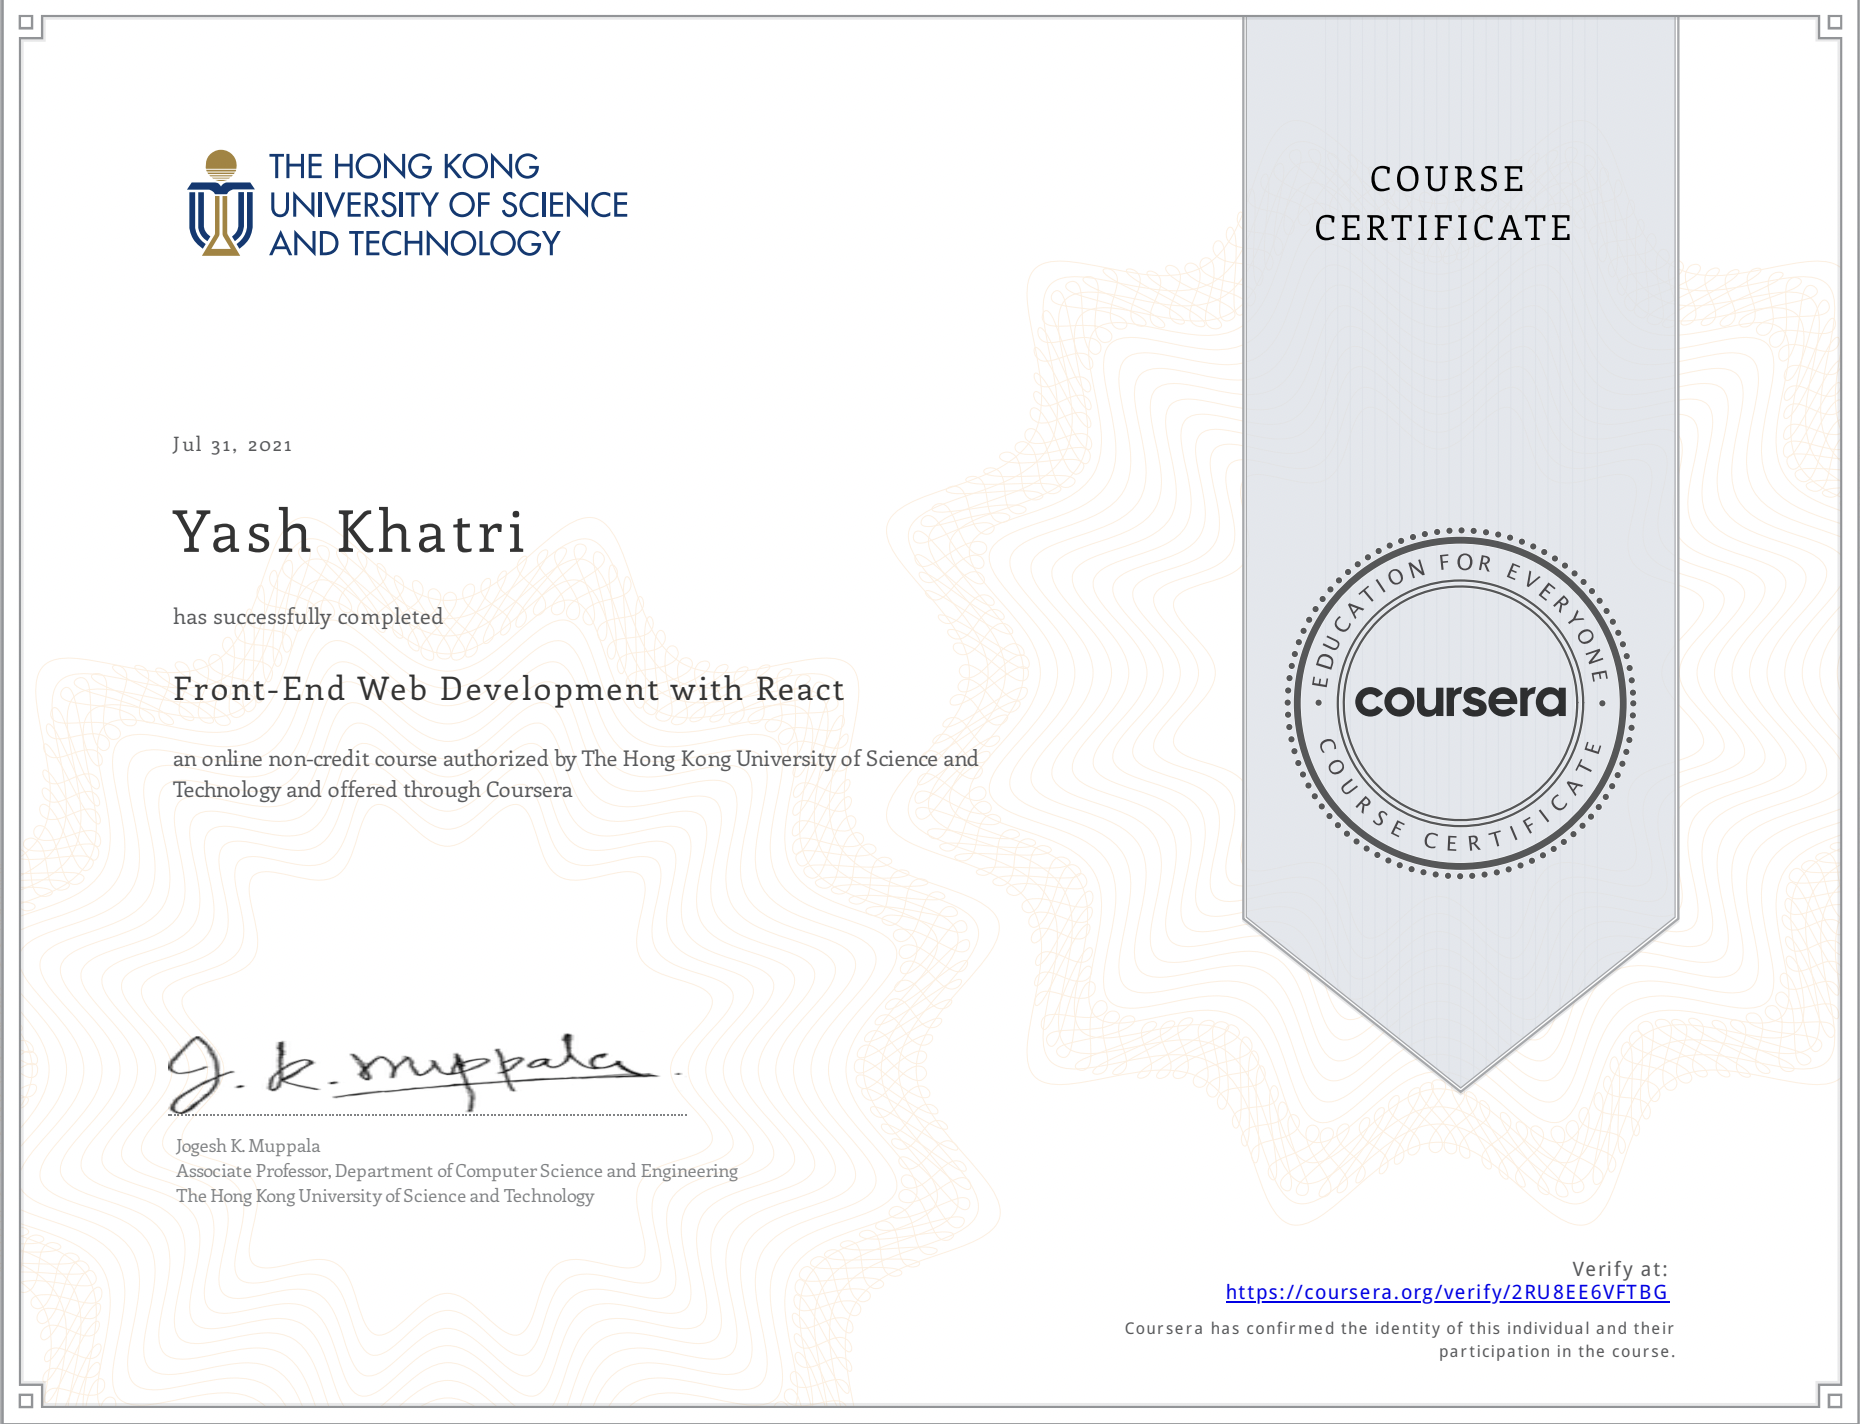 THE HONG KONG
UNIVERSITY OF SCIENCE
AND TECHNOLOGY
COURSE
CERTIFICATE
Jul 31, 2021
Yash Khatri
has successfully completed
Front-End Web Development with React
an online non-credit course authorized by The Hong Kong University of Science and
Technology and offered through Coursera
EDUCATION FOR EVERYONE
coursera
COURSE CERTIFICATE
J. K. Muppala
Jogesh K. Muppala
Associate Professor, Department of Computer Science and Engineering
The Hong Kong University of Science and Technology
Verify at:
https://coursera.org/verify/2RU8EE6VFTBG
Coursera has confirmed the identity of this individual and their
participation in the course.